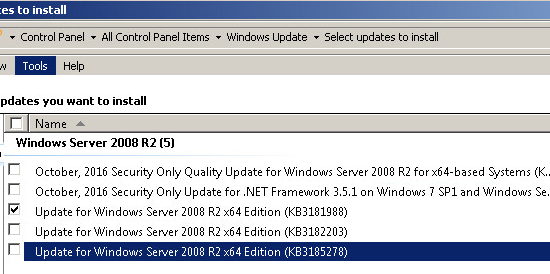 tes to install
Control Panel All Control Panel Items Windows Update Select updates to install
w Tools Help
pdates you want to install
Name
Windows Server 2008 R2 (5)
October, 2016 Security Only Quality Update for Windows Server 2008 R2 for x64-based Systems (K...
October, 2016 Security Only Update for .NET Framework 3.5.1 on Windows 7 SP1 and Windows Se...
Update for Windows Server 2008 R2 x64 Edition (KB3181988)
Update for Windows Server 2008 R2 x64 Edition (KB3182203)
Update for Windows Server 2008 R2 x64 Edition (KB3185278)